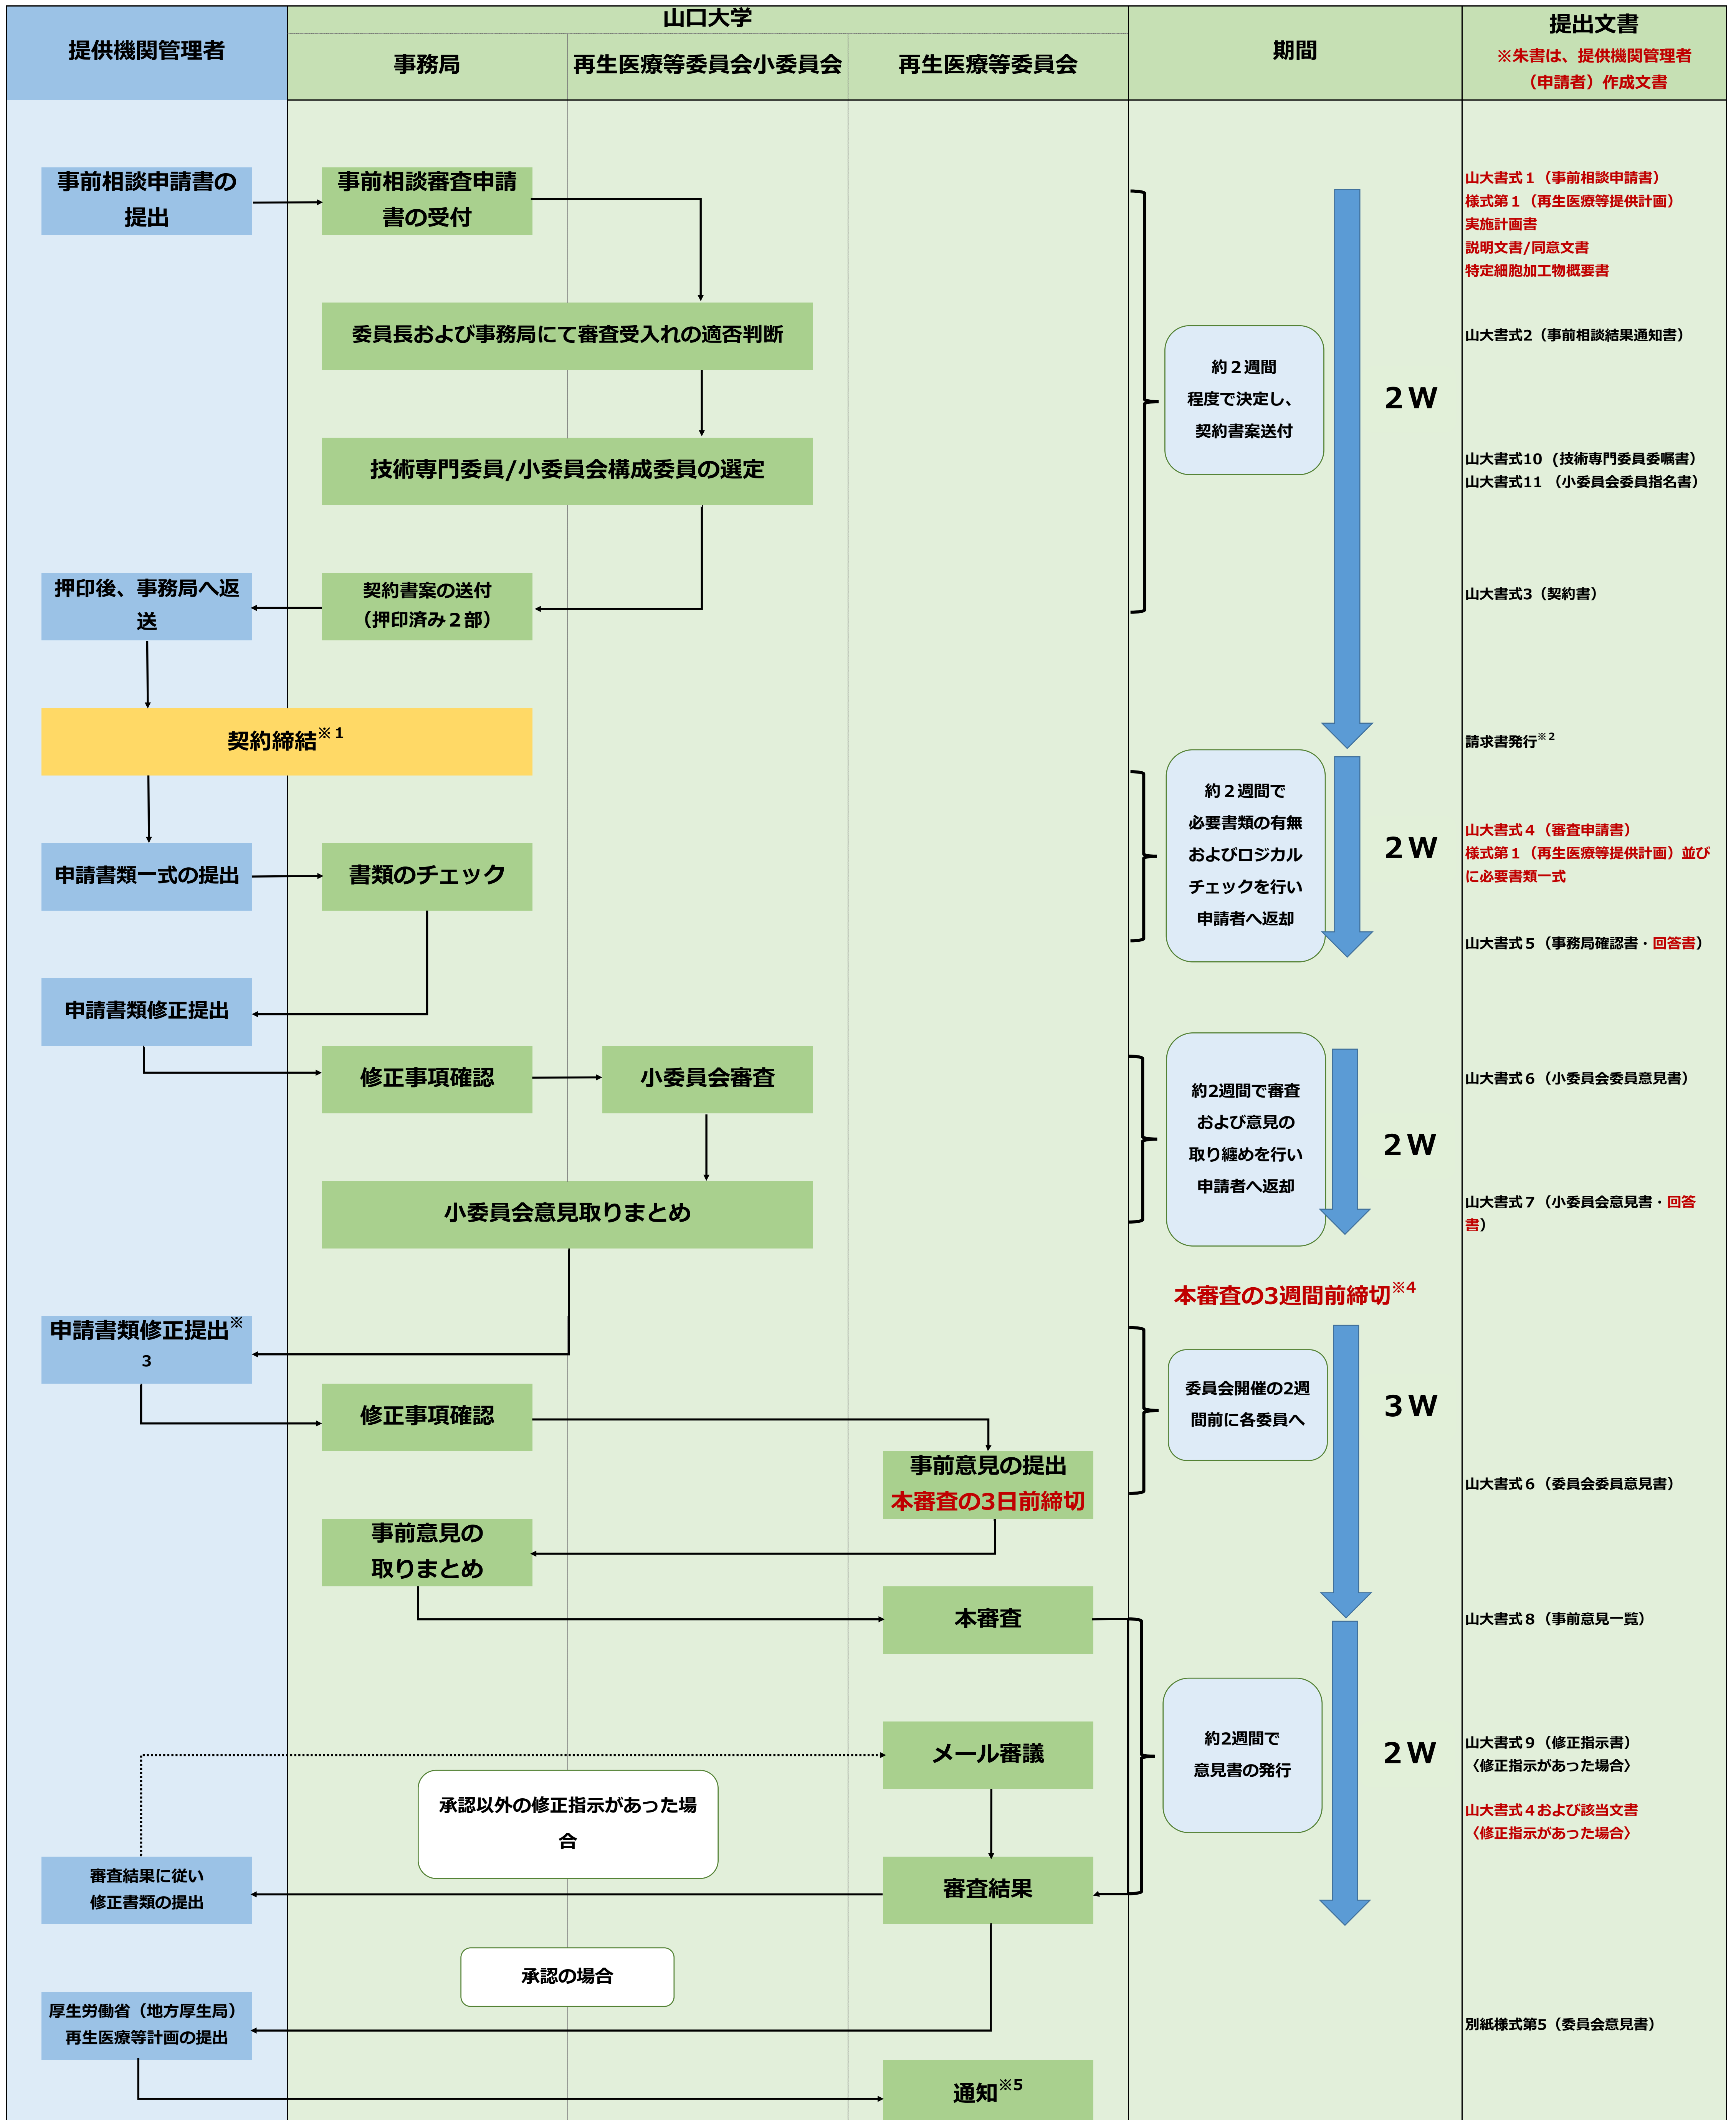 提供機関管理者
山口大学
事務局
再生医療等委員会小委員会
再生医療等委員会
期間
提出文書
※朱書は、提供機関管理者
（申請者）作成文書
事前相談申請書の
提出
事前相談審査申請
書の受付
山大書式１（事前相談申請書）
様式第１（再生医療等提供計画）
実施計画書
説明文書/同意文書
特定細胞加工物概要書
委員長および事務局にて審査受入れの適否判断
約２週間
程度で決定し、
契約書案送付
２W
山大書式2（事前相談結果通知書）
技術専門委員/小委員会構成委員の選定
山大書式10（技術専門委員委嘱書）
山大書式11 （小委員会委員指名書）
押印後、事務局へ返
送
契約書案の送付
（押印済み２部）
山大書式3（契約書）
契約締結※１
請求書発行※２
申請書類一式の提出
書類のチェック
約２週間で
必要書類の有無
およびロジカル
チェックを行い
申請者へ返却
２W
山大書式４（審査申請書）
様式第１（再生医療等提供計画）並び
に必要書類一式
山大書式５（事務局確認書・回答書）
申請書類修正提出
修正事項確認
小委員会審査
約2週間で審査
および意見の
取り纏めを行い
申請者へ返却
２W
山大書式６（小委員会委員意見書）
小委員会意見取りまとめ
山大書式７（小委員会意見書・回答
書）
本審査の3週間前締切※4
申請書類修正提出※
３
修正事項確認
委員会開催の2週
間前に各委員へ
３W
事前意見の提出
本審査の3日前締切
山大書式６（委員会委員意見書）
事前意見の
取りまとめ
本審査
山大書式８（事前意見一覧）
メール審議
約2週間で
意見書の発行
２W
山大書式９（修正指示書）
〈修正指示があった場合〉
山大書式４および該当文書
〈修正指示があった場合〉
承認以外の修正指示があった場
合
審査結果に従い
修正書類の提出
審査結果
承認の場合
厚生労働省（地方厚生局）
再生医療等計画の提出
別紙様式第5（委員会意見書）
通知※5